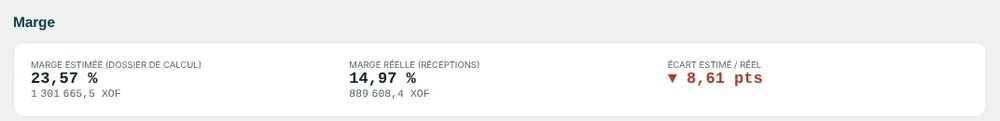 Marge
MARGE ESTIMÉE (DOSSIER DE CALCUL)
23,57 %
1 301 665,5 XOF
MARGE RÉELLE (RÉCEPTIONS)
14,97 %
889 608,4 XOF
ÉCART ESTIMÉ / RÉEL
▼ 8,61 pts